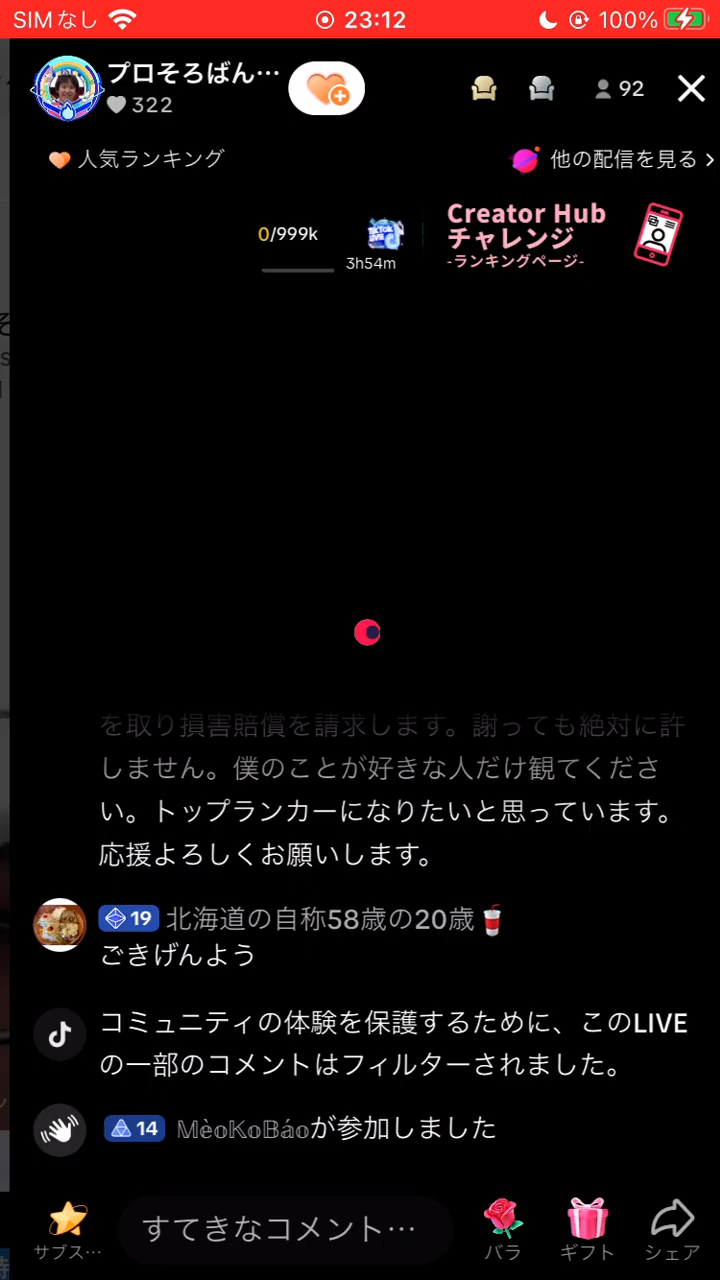 SIMなし 23:12 100%
プロそろばん…
322
92
人気ランキング
他の配信を見る
0/999k
3h54m
Creator Hub
チャレンジ
-ランキングページ-
を取り損害賠償を請求します。謝っても絶対に許
しません。僕のことが好きな人だけ観てくださ
い。トップランカーになりたいと思っています。
応援よろしくお願いします。
19 北海道の自称58歳の20歳🥤
ごきげんよう
コミュニティの体験を保護するために、このLIVE
の一部のコメントはフィルターされました。
14 MèoKoBáoが参加しました
すてきなコメント…
サブス…
バラ
ギフト
シェア